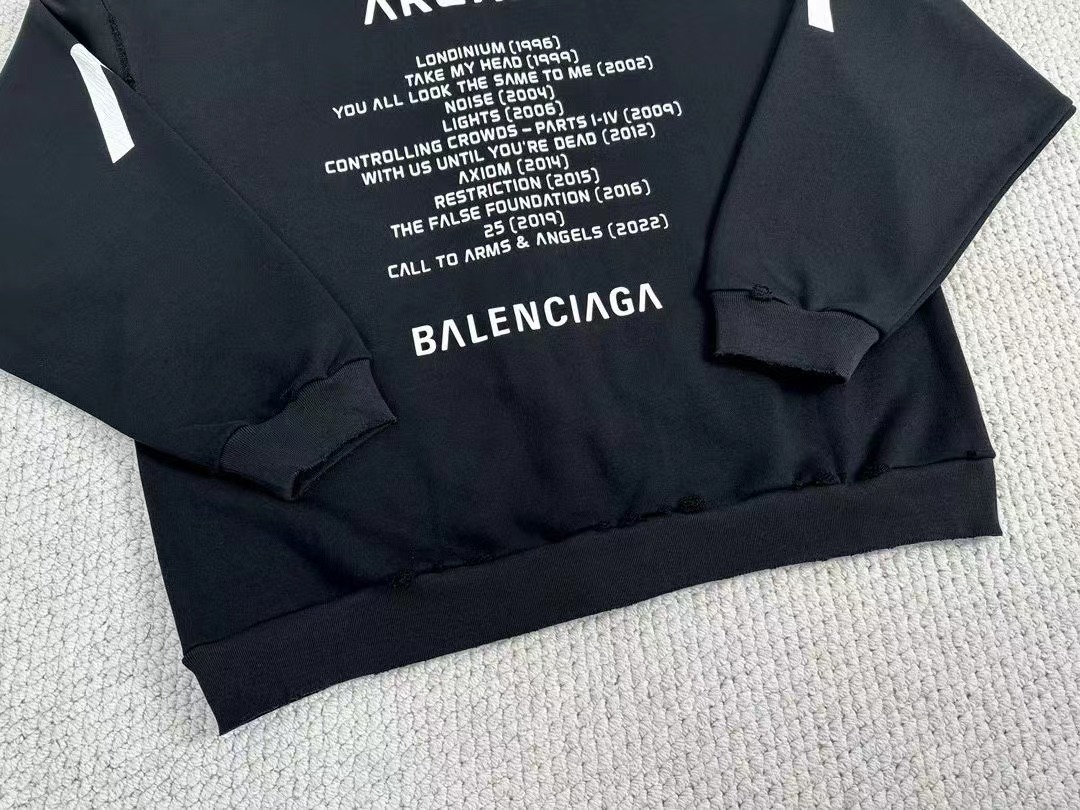 LONDINIUM (1996)
TAKE MY HEAD (1999)
YOU ALL LOOK THE SAME TO ME (2002)
NOISE (2004)
LIGHTS (2006)
CONTROLLING CROWDS – PARTS I-IV (2009)
WITH US UNTIL YOU'RE DEAD (2012)
AXIOM (2014)
RESTRICTION (2015)
THE FALSE FOUNDATION (2016)
25 (2019)
CALL TO ARMS & ANGELS (2022)
BALENCIAGA